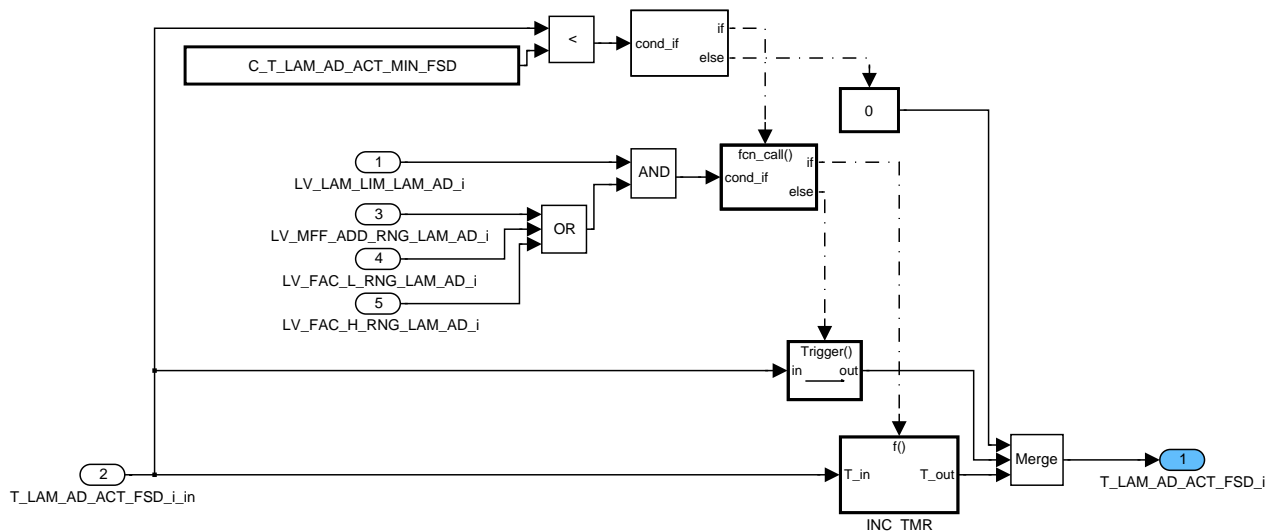 <
cond_if
if
else
C_T_LAM_AD_ACT_MIN_FSD
0
1
LV_LAM_LIM_LAM_AD_i
AND
fcn_call()
cond_if
if
else
3
LV_MFF_ADD_RNG_LAM_AD_i
OR
4
LV_FAC_L_RNG_LAM_AD_i
5
LV_FAC_H_RNG_LAM_AD_i
Trigger()
in
out
f()
T_in
T_out
INC_TMR
Merge
1
T_LAM_AD_ACT_FSD_i
2
T_LAM_AD_ACT_FSD_i_in